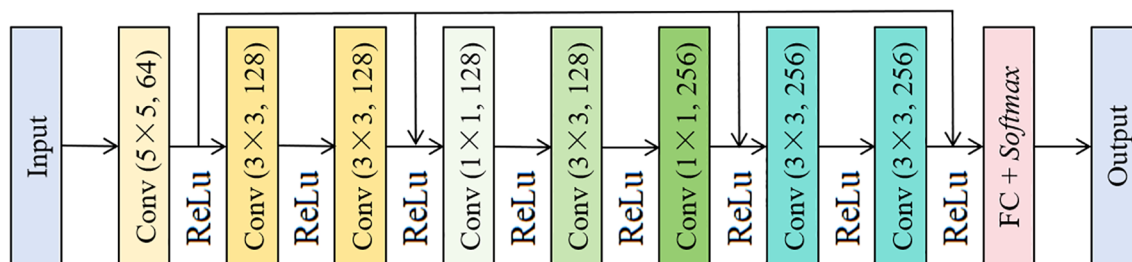 Input
Conv (5×5, 64)
ReLu
Conv (3×3, 128)
ReLu
Conv (3×3, 128)
ReLu
Conv (1×1, 128)
ReLu
Conv (3×3, 128)
ReLu
Conv (1×1, 256)
ReLu
Conv (3×3, 256)
ReLu
Conv (3×3, 256)
ReLu
FC + Softmax
Output